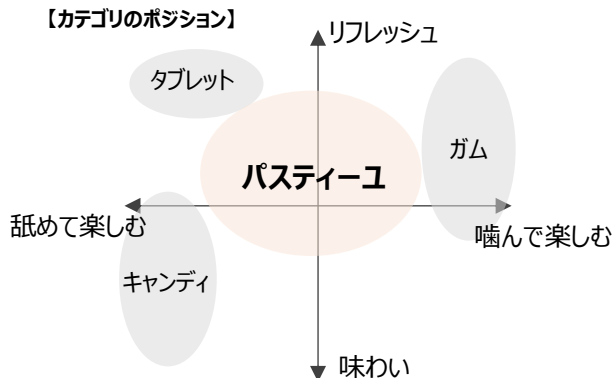 【カテゴリのポジション】
リフレッシュ
タブレット
ガム
パスティーユ
舐めて楽しむ
噛んで楽しむ
キャンディ
味わい